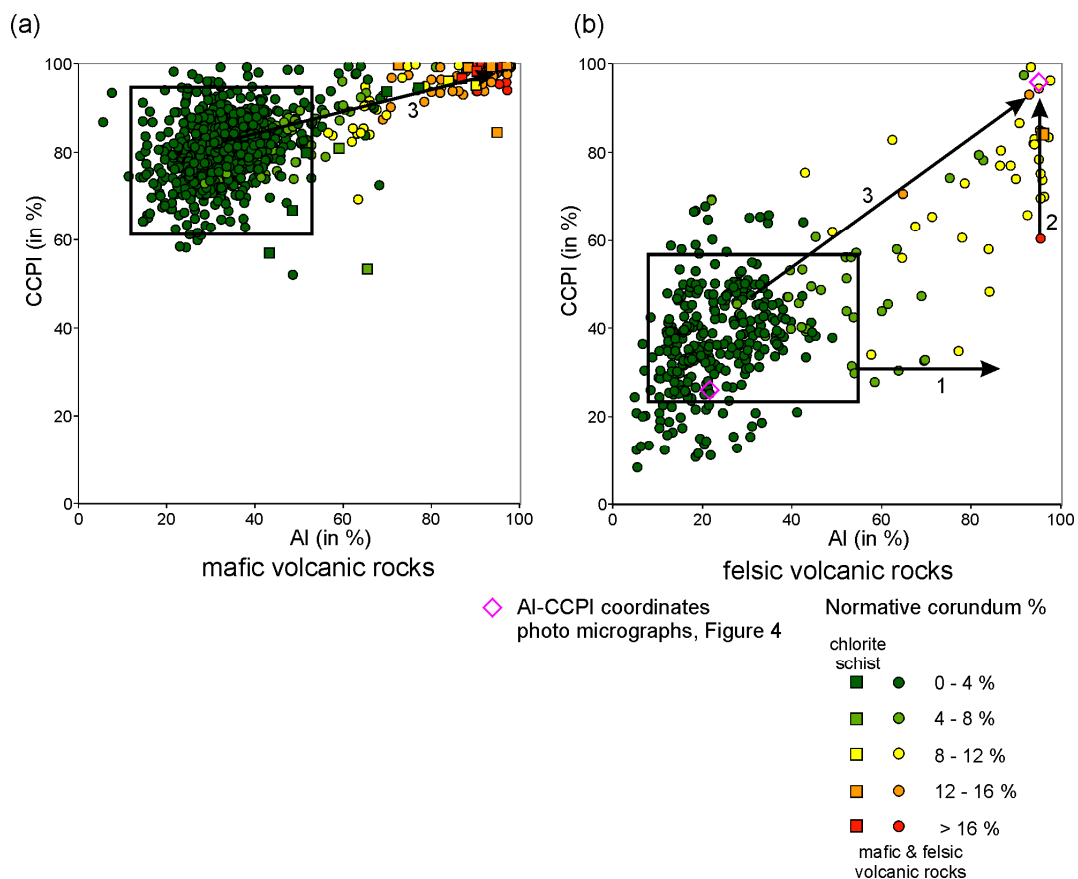 (a)
(b)
100
80
60
40
20
0
CCPI (in %)
3
0
20
40
60
80
100
AI (in %)
mafic volcanic rocks
100
80
60
40
20
0
CCPI (in %)
3
2
1
0
20
40
60
80
100
AI (in %)
felsic volcanic rocks
AI-CCPI coordinates
photo micrographs, Figure 4
Normative corundum %
chlorite
schist
0 - 4 %
4 - 8 %
8 - 12 %
12 - 16 %
> 16 %
mafic & felsic
volcanic rocks